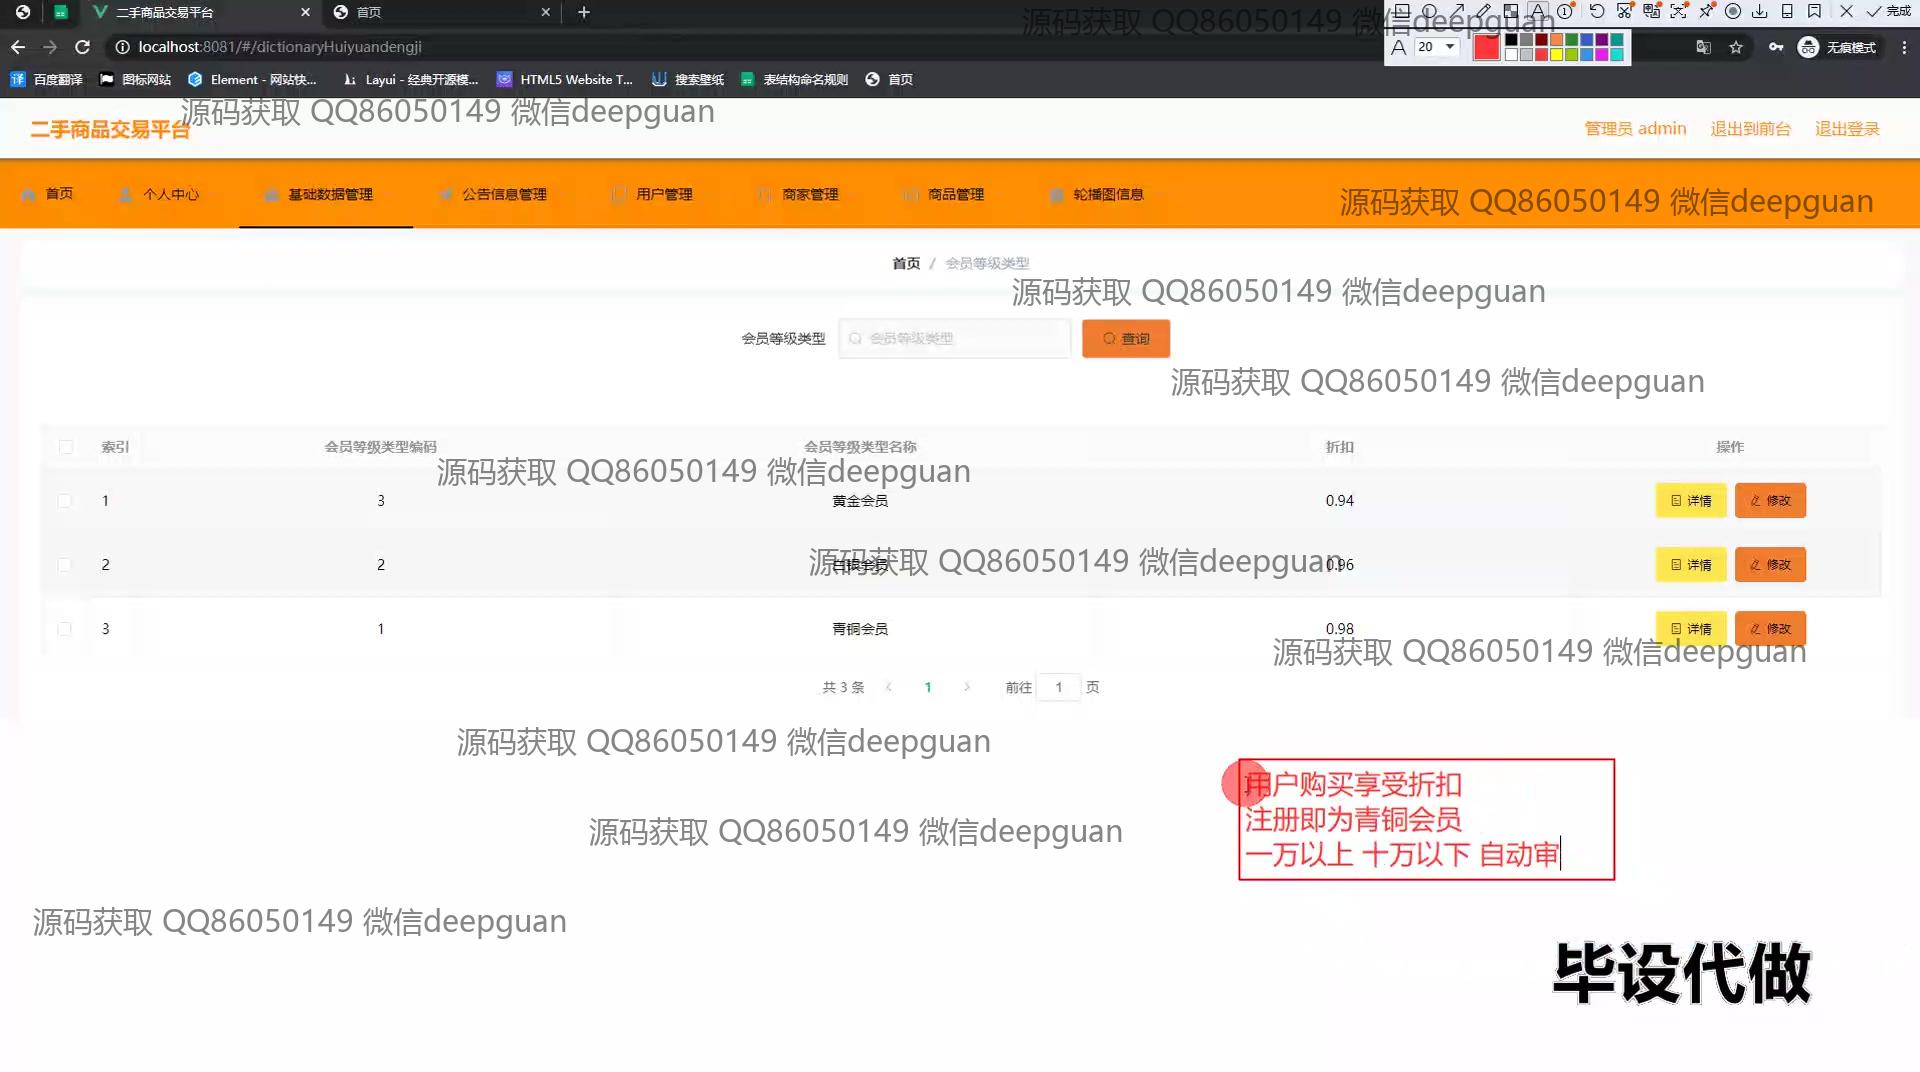 二手商品交易平台
首页
完成
localhost:8081/#/dictionaryHuiyuandengji
A 20
无痕模式
百度翻译 图标网站 Element - 网站快... Layui - 经典开源模... HTML5 Website T... 搜索壁纸 表结构命名规则 首页
源码获取 QQ86050149 微信deepguan
源码获取 QQ86050149 微信deepguan
二手商品交易平台
管理员 admin 退出到前台 退出登录
首页 个人中心 基础数据管理 公告信息管理 用户管理 商家管理 商品管理 轮播图信息
源码获取 QQ86050149 微信deepguan
首页 / 会员等级类型
源码获取 QQ86050149 微信deepguan
会员等级类型 会员等级类型 查询
源码获取 QQ86050149 微信deepguan
索引 会员等级类型编码 会员等级类型名称 折扣 操作
源码获取 QQ86050149 微信deepguan
1 3 黄金会员 0.94 详情 修改
源码获取 QQ86050149 微信deepguan
2 2 白银会员 0.96 详情 修改
3 1 青铜会员 0.98 详情 修改
源码获取 QQ86050149 微信deepguan
共 3 条 1 前往 1 页
源码获取 QQ86050149 微信deepguan
用户购买享受折扣
注册即为青铜会员
一万以上 十万以下 自动审
源码获取 QQ86050149 微信deepguan
源码获取 QQ86050149 微信deepguan
毕设代做